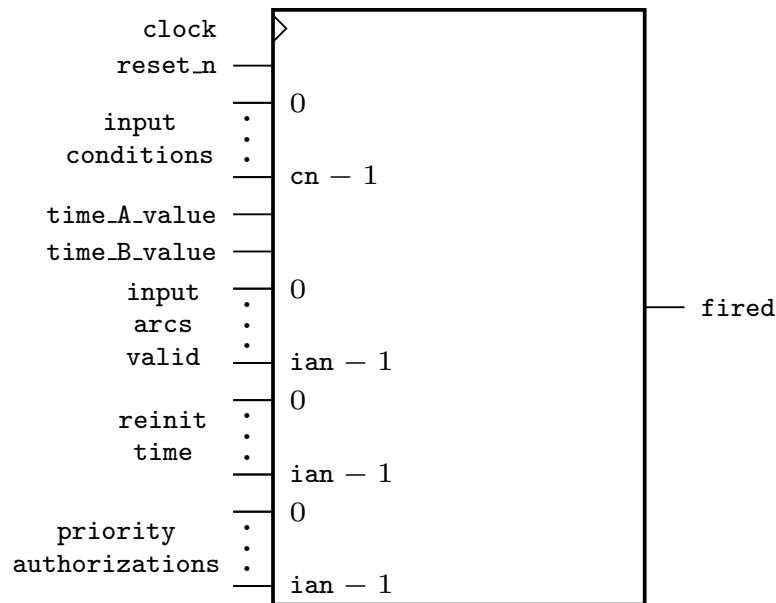 clock
reset_n
0
input
conditions
cn − 1
time_A_value
time_B_value
input
arcs
valid
0
ian − 1
fired
reinit
time
0
ian − 1
priority
authorizations
0
ian − 1